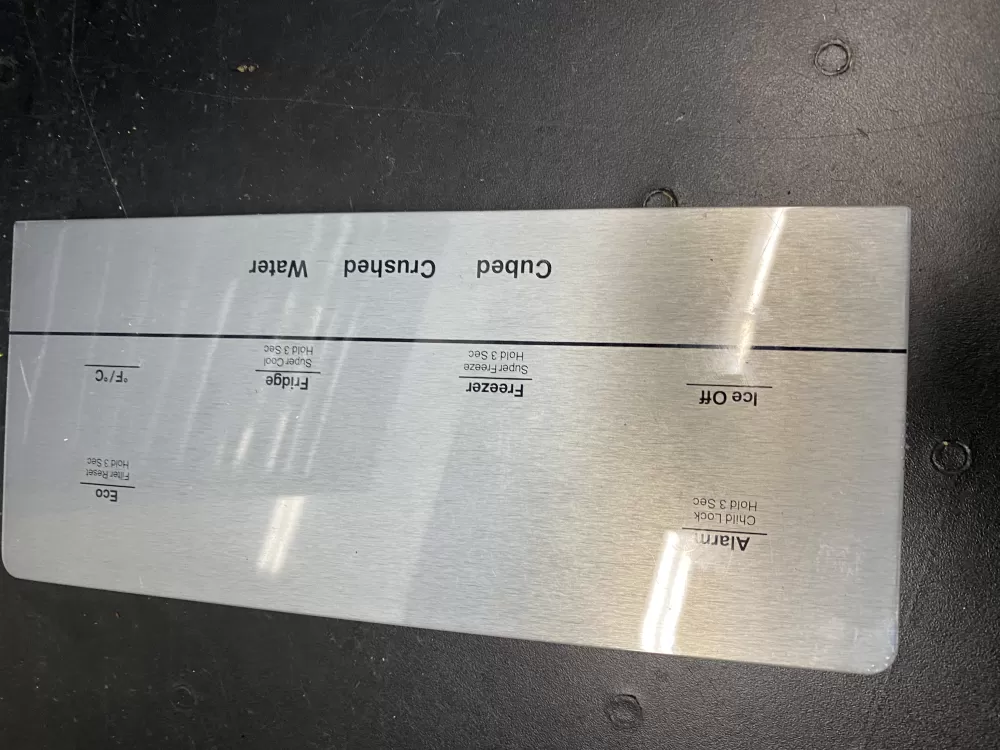 Alarm
Child Lock
Hold 3 Sec
Eco
Filter Reset
Hold 3 Sec
Ice Off
Freezer
Super Freeze
Hold 3 Sec
Fridge
Super Cool
Hold 3 Sec
°F/°C
Cubed Crushed Water